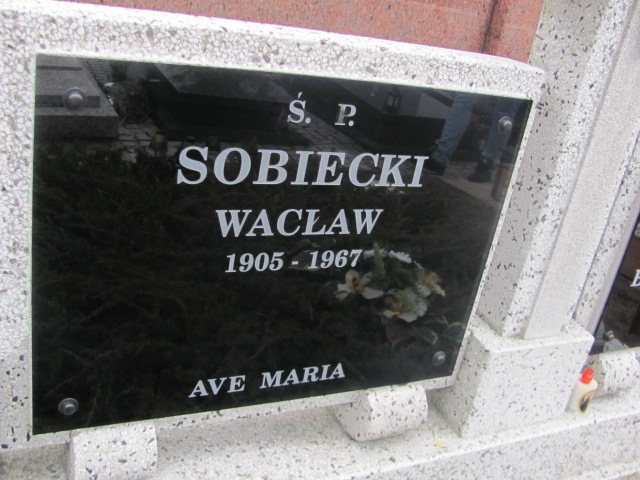 Ś. P.
SOBIECKI
WACŁAW
1905 - 1967
AVE MARIA